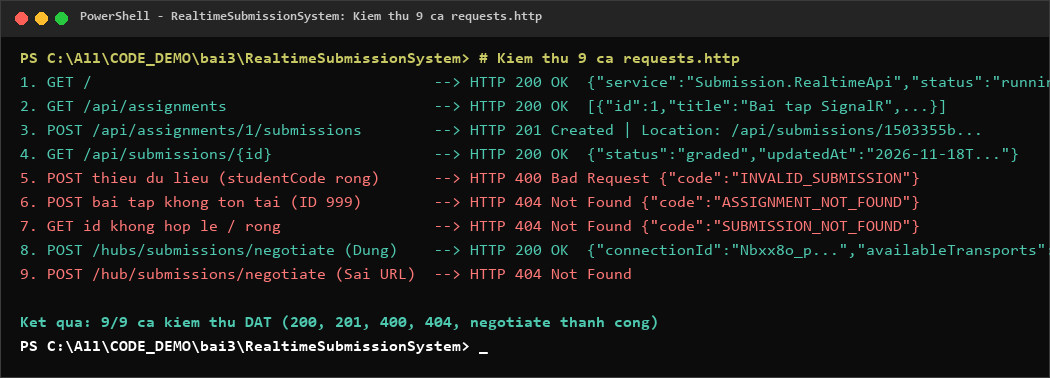 PowerShell - RealtimeSubmissionSystem: Kiem thu 9 ca requests.http
PS C:\All\CODE_DEMO\bai3\RealtimeSubmissionSystem> # Kiem thu 9 ca requests.http
1. GET / --> HTTP 200 OK {"service":"Submission.RealtimeApi","status":"runnin
2. GET /api/assignments --> HTTP 200 OK [{"id":1,"title":"Bai tap SignalR",...}]
3. POST /api/assignments/1/submissions --> HTTP 201 Created | Location: /api/submissions/1503355b...
4. GET /api/submissions/{id} --> HTTP 200 OK {"status":"graded","updatedAt":"2026-11-18T..."}
5. POST thieu du lieu (studentCode rong) --> HTTP 400 Bad Request {"code":"INVALID_SUBMISSION"}
6. POST bai tap khong ton tai (ID 999) --> HTTP 404 Not Found {"code":"ASSIGNMENT_NOT_FOUND"}
7. GET id khong hop le / rong --> HTTP 404 Not Found {"code":"SUBMISSION_NOT_FOUND"}
8. POST /hubs/submissions/negotiate (Dung) --> HTTP 200 OK {"connectionId":"Nbxx8o_p...","availableTransports":
9. POST /hub/submissions/negotiate (Sai URL) --> HTTP 404 Not Found
Ket qua: 9/9 ca kiem thu DAT (200, 201, 400, 404, negotiate thanh cong)
PS C:\All\CODE_DEMO\bai3\RealtimeSubmissionSystem> _